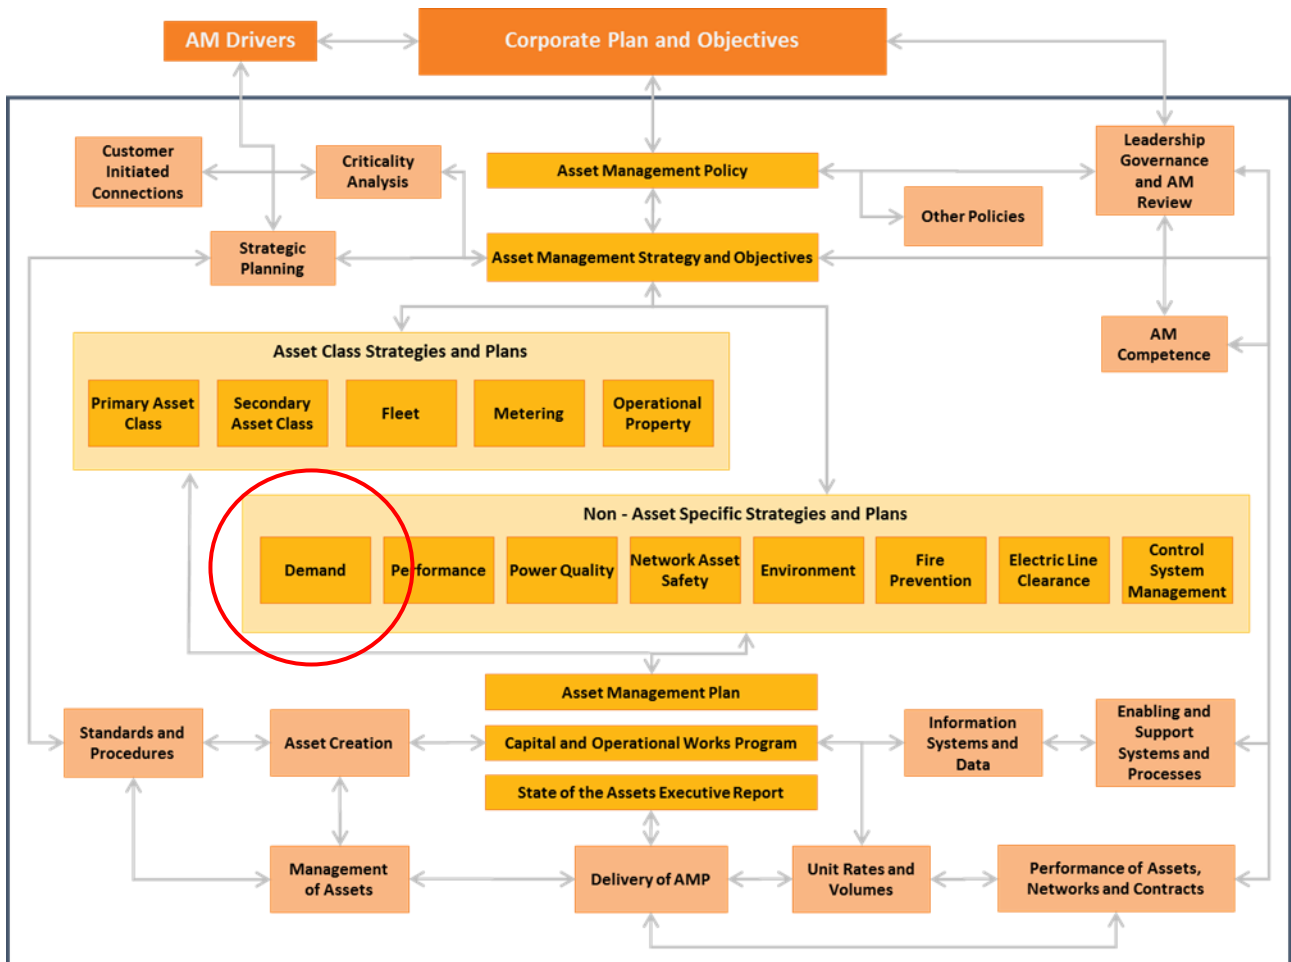 AM Drivers
Corporate Plan and Objectives
Customer
Initiated
Connections
Criticality
Analysis
Asset Management Policy
Leadership
Governance
and AM
Review
Other Policies
Strategic
Planning
Asset Management Strategy and Objectives
AM
Competence
Asset Class Strategies and Plans
Primary Asset
Class
Secondary
Asset Class
Fleet
Metering
Operational
Property
Non - Asset Specific Strategies and Plans
Demand
Performance
Power Quality
Network Asset
Safety
Environment
Fire
Prevention
Electric Line
Clearance
Control
System
Management
Asset Management Plan
Standards and
Procedures
Asset Creation
Capital and Operational Works Program
Information
Systems and
Data
Enabling and
Support
Systems and
Processes
State of the Assets Executive Report
Management
of Assets
Delivery of AMP
Unit Rates and
Volumes
Performance of Assets,
Networks and Contracts